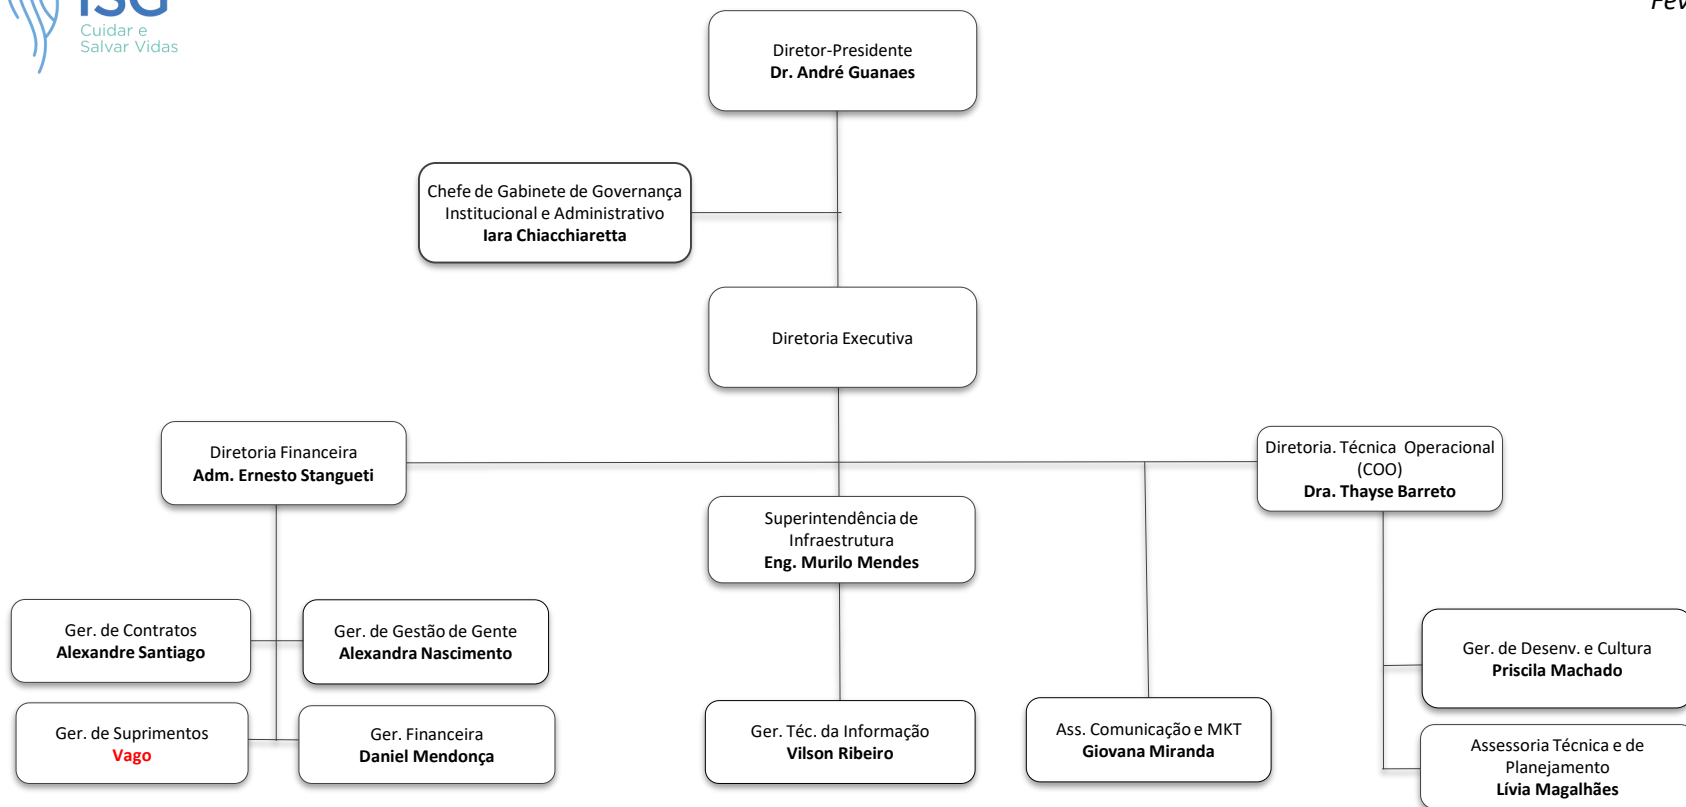 ISG
Cuidar e
Salvar Vidas
Diretor-Presidente
Dr. André Guanaes
Chefe de Gabinete de Governança
Institucional e Administrativo
Iara Chiacchiaretta
Diretoria Executiva
Diretoria Financeira
Adm. Ernesto Stangueti
Diretoria. Técnica Operacional
(COO)
Dra. Thayse Barreto
Superintendência de
Infraestrutura
Eng. Murilo Mendes
Ger. de Contratos
Alexandre Santiago
Ger. de Gestão de Gente
Alexandra Nascimento
Ger. de Desenv. e Cultura
Priscila Machado
Ger. de Suprimentos
Vago
Ger. Financeira
Daniel Mendonça
Ger. Téc. da Informação
Vilson Ribeiro
Ass. Comunicação e MKT
Giovana Miranda
Assessoria Técnica e de
Planejamento
Lívia Magalhães